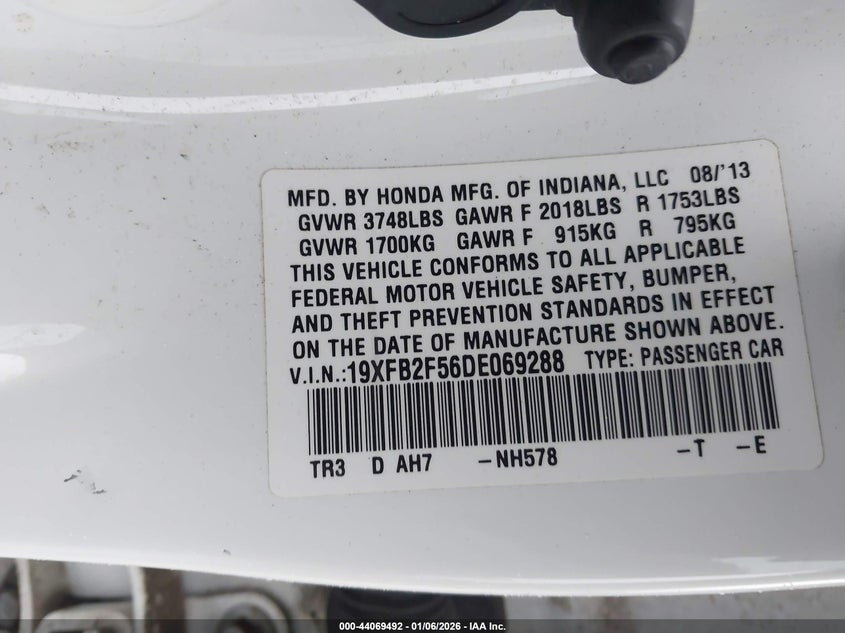 MFD. BY HONDA MFG. OF INDIANA, LLC 08/'13
GVWR 3748LBS GAWR F 2018LBS R 1753LBS
GVWR 1700KG GAWR F 915KG R 795KG
THIS VEHICLE CONFORMS TO ALL APPLICABLE
FEDERAL MOTOR VEHICLE SAFETY, BUMPER,
AND THEFT PREVENTION STANDARDS IN EFFECT
ON THE DATE OF MANUFACTURE SHOWN ABOVE.
V.I.N.:19XFB2F56DE069288 TYPE: PASSENGER CAR
TR3 D AH7 –NH578 –T –E
000-44069492 - 01/06/2026 - IAA Inc.